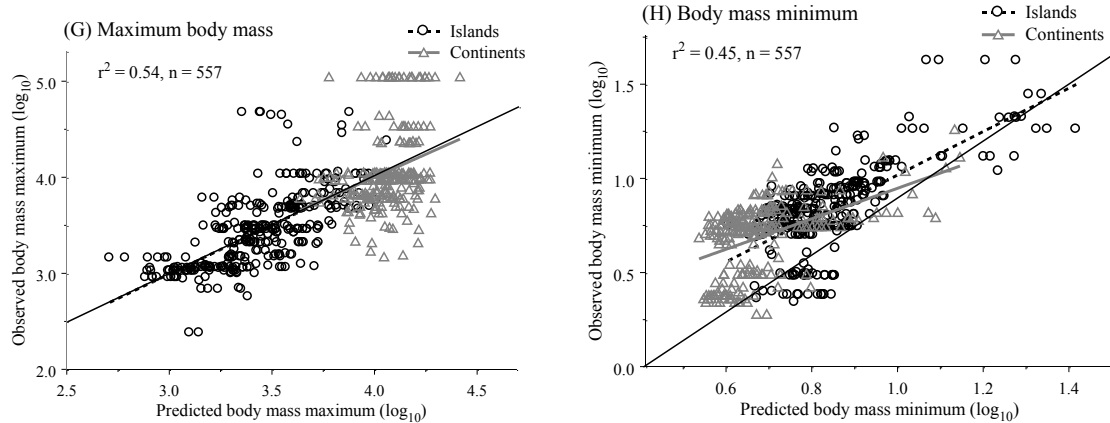 (G) Maximum body mass
Islands
Continents
r² = 0.54, n = 557
Observed body mass maximum (log₁₀)
5.0
4.0
3.0
2.0
2.5
3.0
3.5
4.0
4.5
Predicted body mass maximum (log₁₀)
(H) Body mass minimum
Islands
Continents
r² = 0.45, n = 557
Observed body mass minimum (log₁₀)
1.5
1.0
0.5
0.0
0.6
0.8
1.0
1.2
1.4
Predicted body mass minimum (log₁₀)